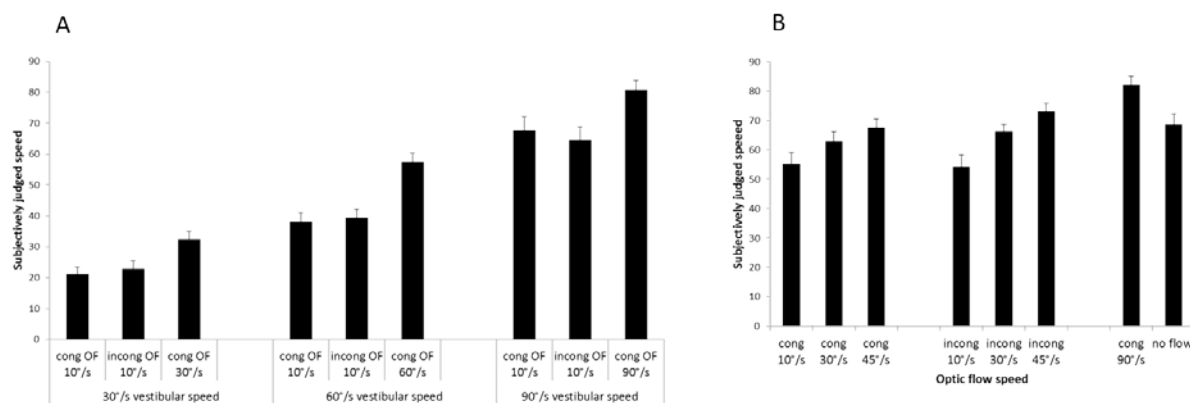 A
Subjectively judged speed
90
80
70
60
50
40
30
20
10
0
cong OF incong OF cong OF cong OF incong OF cong OF cong OF incong OF cong OF
10°/s 10°/s 30°/s 10°/s 10°/s 60°/s 10°/s 10°/s 90°/s
30°/s vestibular speed 60°/s vestibular speed 90°/s vestibular speed
B
Subjectively judged speeed
90
80
70
60
50
40
30
20
10
0
cong cong cong incong incong incong cong no flow
10°/s 30°/s 45°/s 10°/s 30°/s 45°/s 90°/s
Optic flow speed